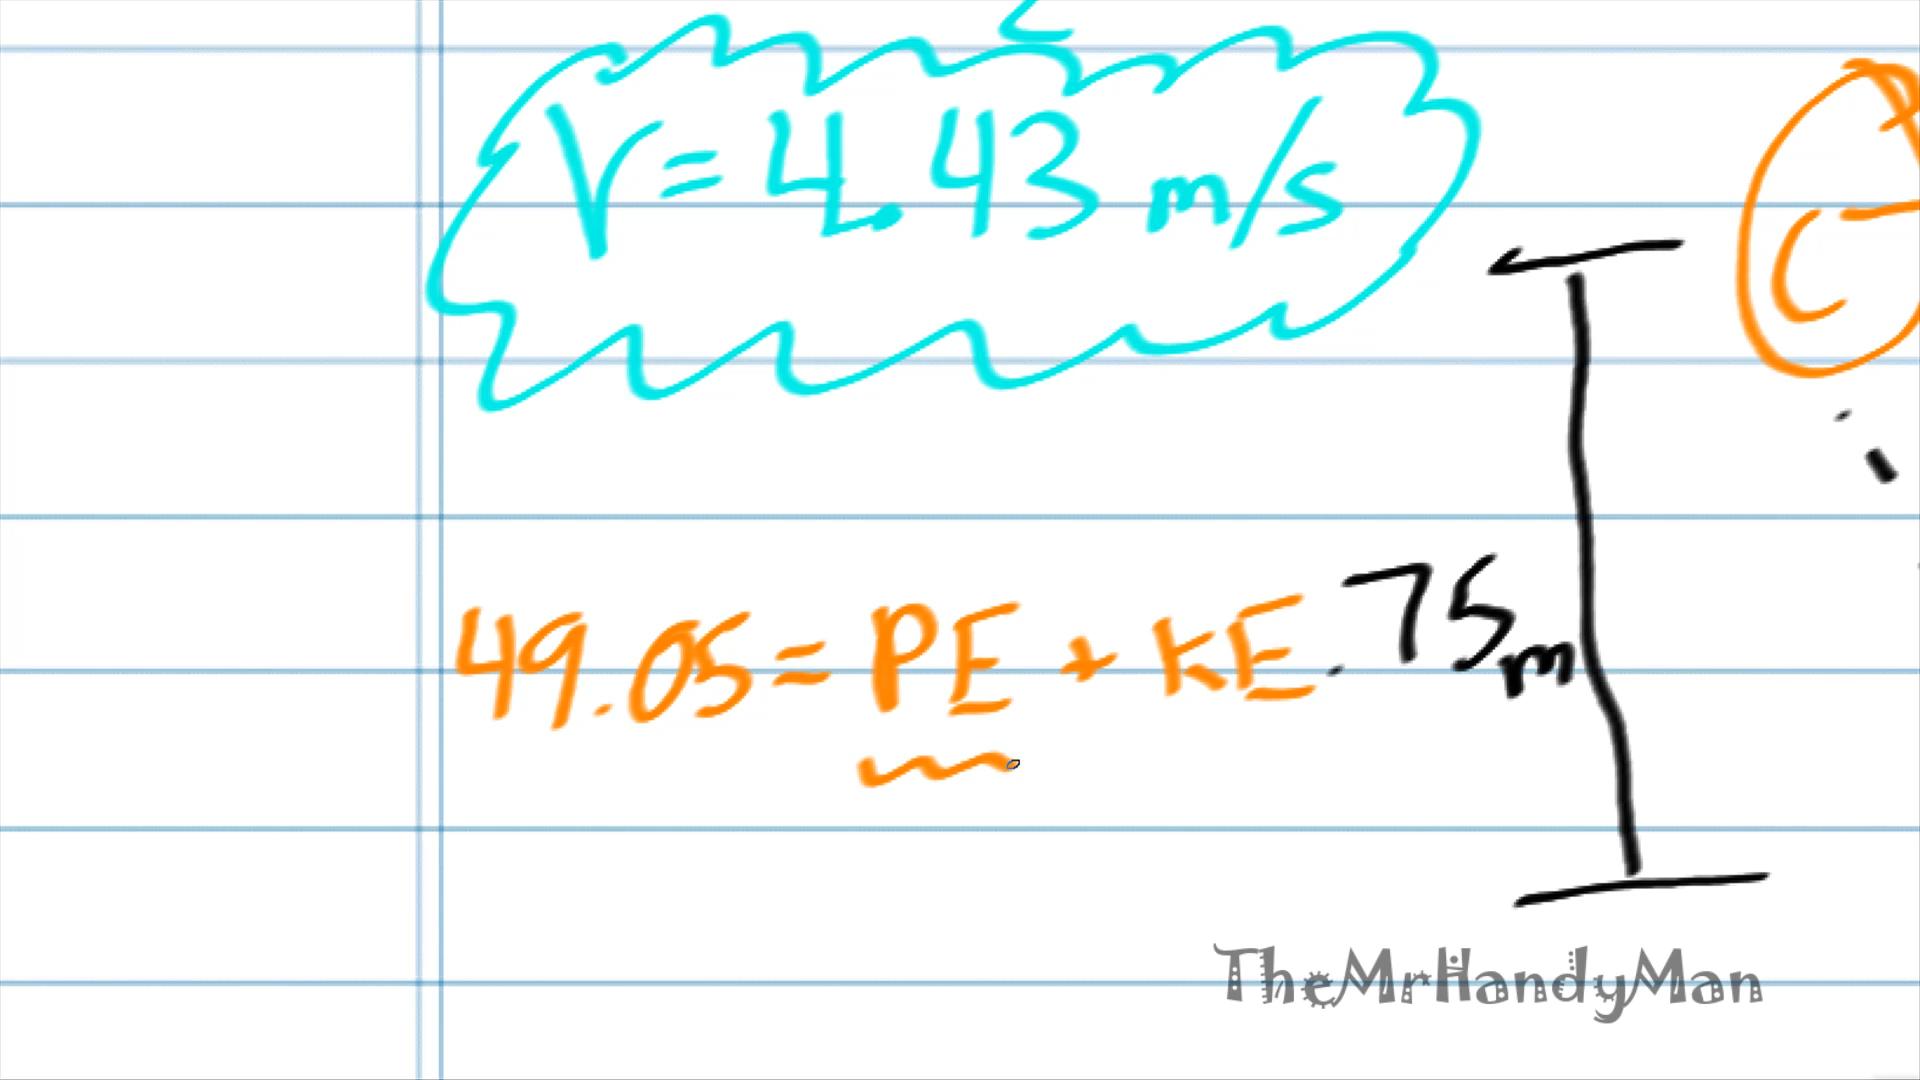 V = 4.43 m/s
49.05 = PE + KE
.75m
TheMrHandyMan